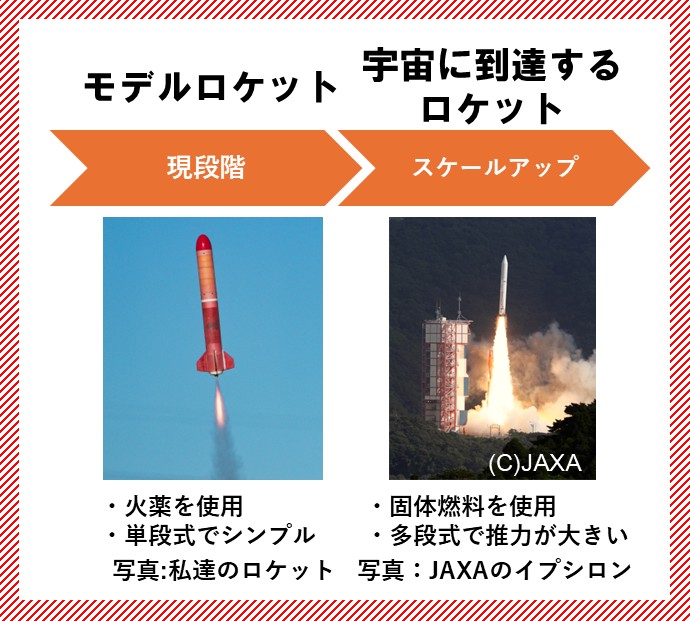 モデルロケット
宇宙に到達する
ロケット
現段階
スケールアップ
(C)JAXA
・火薬を使用
・単段式でシンプル
写真:私達のロケット
・固体燃料を使用
・多段式で推力が大きい
写真：JAXAのイプシロン